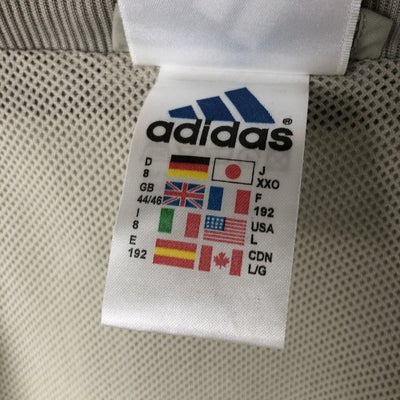 adidas®
D J
8 XXO
GB F
44/46 192
I USA
8 L
E CDN
192 L/G